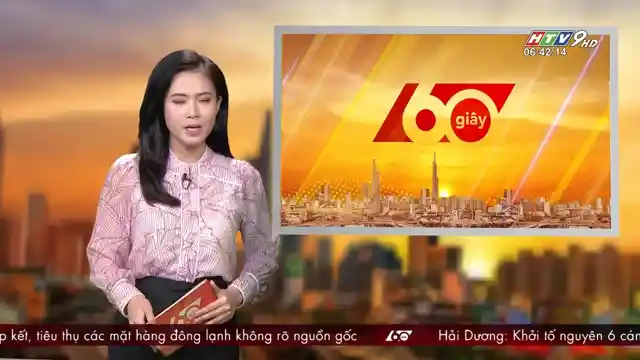 HTV9HD
06:42:14
60
giây
p kết, tiêu thụ các mặt hàng đông lạnh không rõ nguồn gốc
60
Hải Dương: Khởi tố nguyên 6 cán